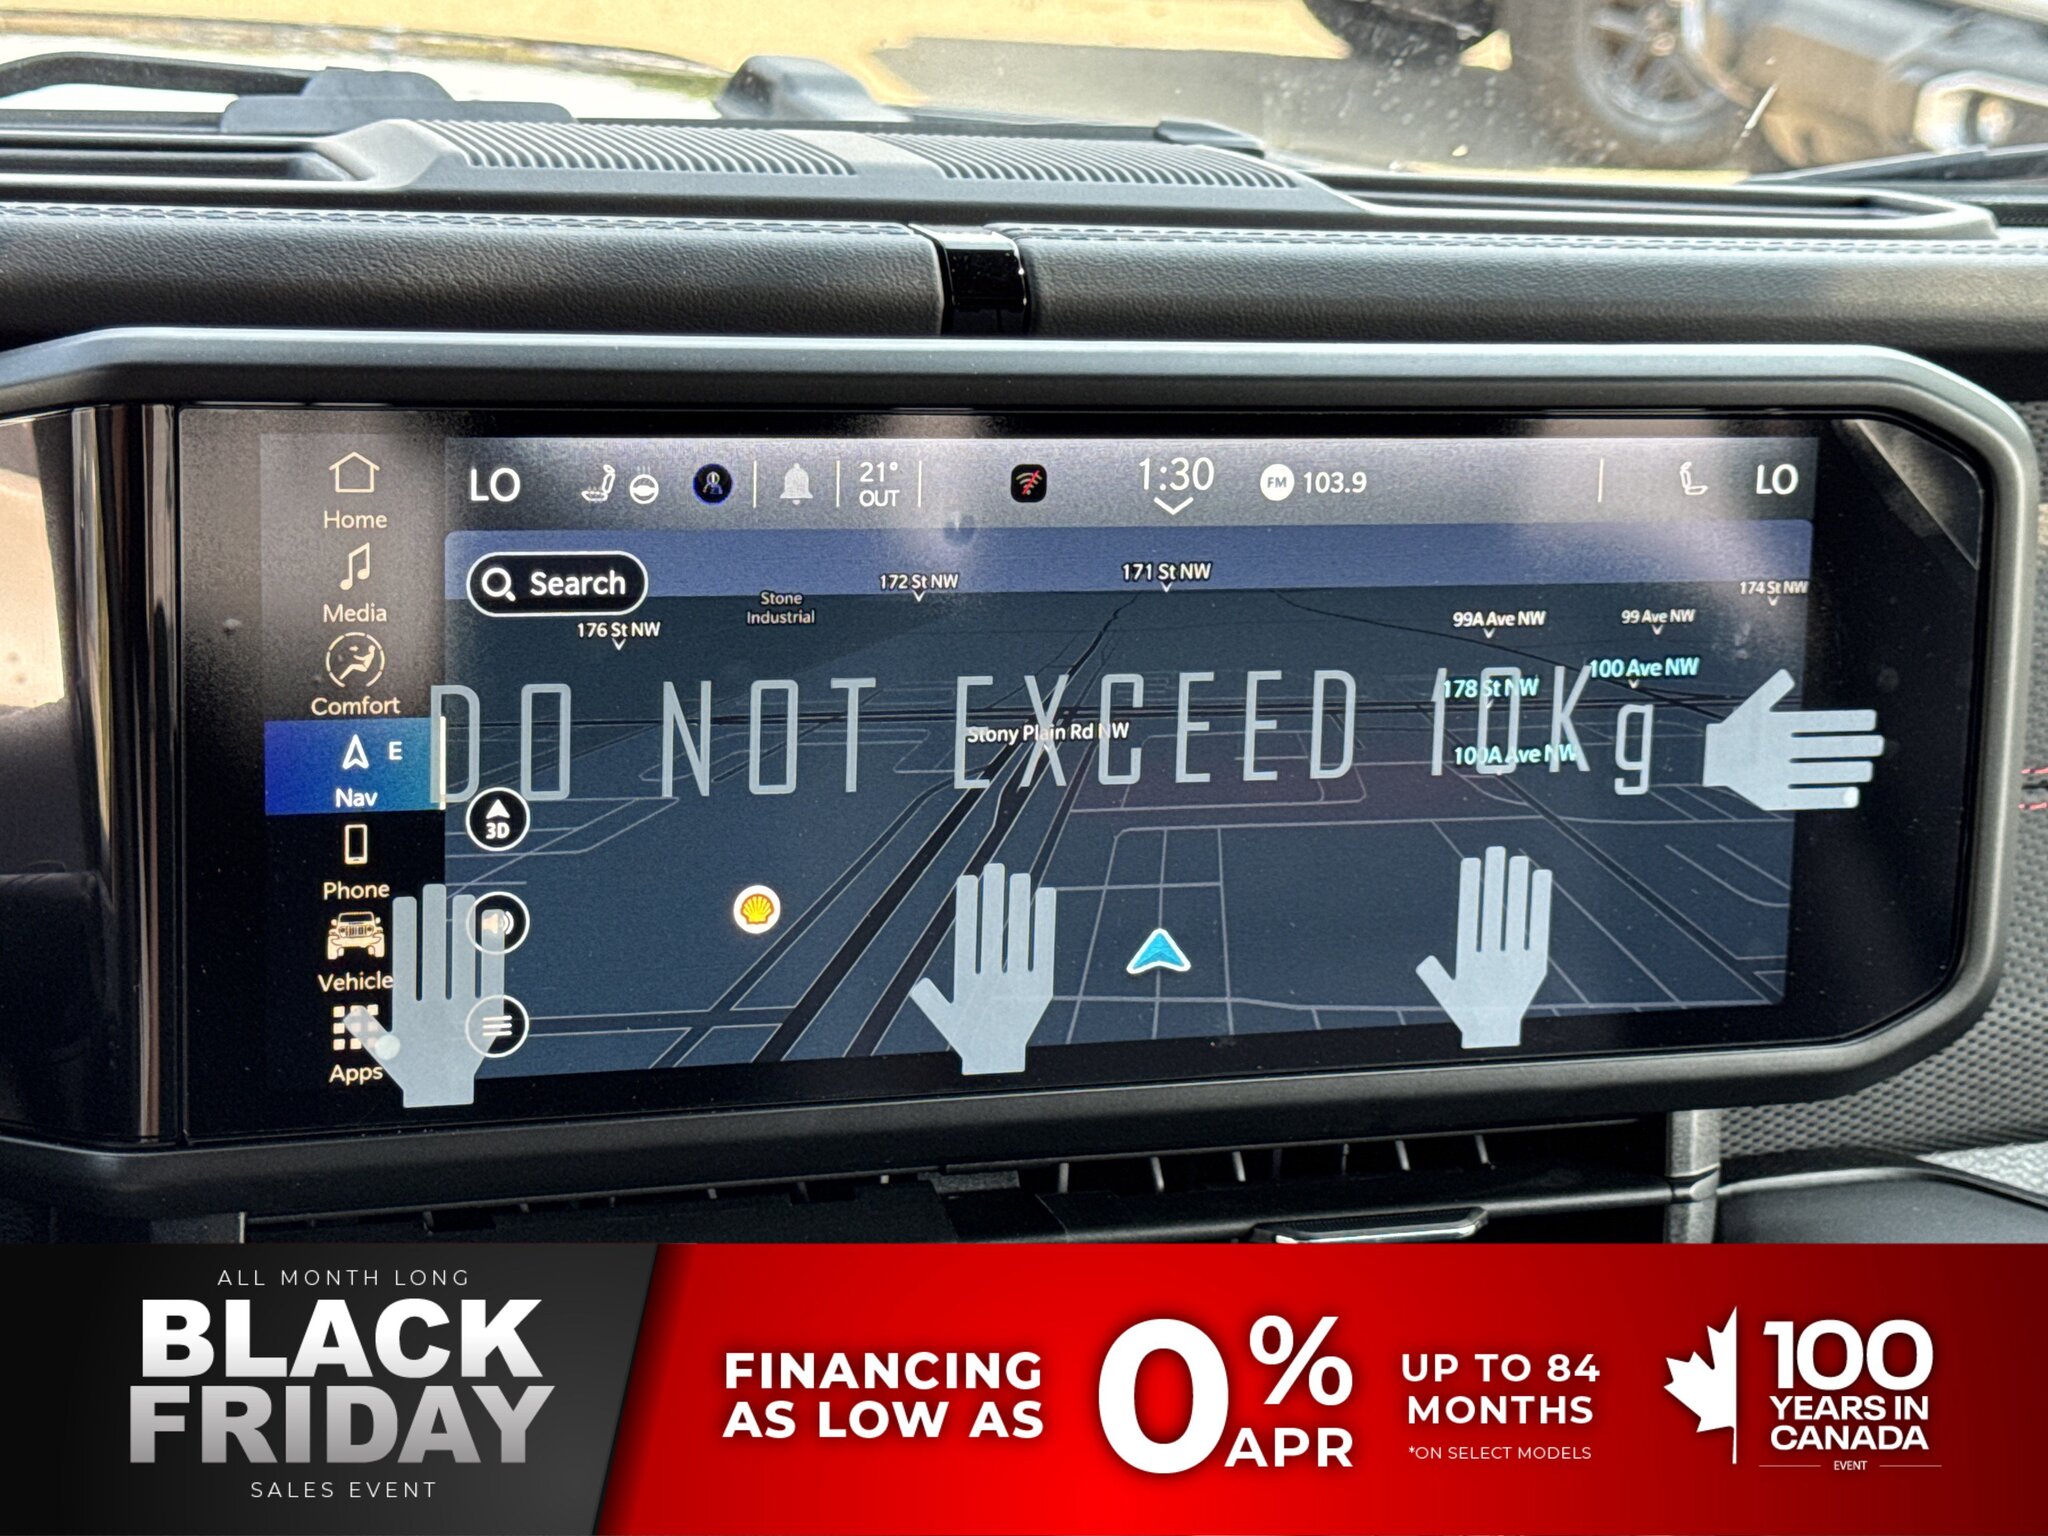 Home
Media
Comfort
E
Nav
Phone
Vehicle
Apps
LO
21°
OUT
1:30
FM 103.9
LO
Search
176 St NW
Stone
Industrial
172 St NW
171 St NW
99A Ave NW
99 Ave NW
174 St NW
100 Ave NW
178 St NW
Stony Plain Rd NW
100A Ave NW
DO NOT EXCEED 10Kg
3D
ALL MONTH LONG
BLACK
FRIDAY
SALES EVENT
FINANCING
AS LOW AS
0%
APR
UP TO 84
MONTHS
*ON SELECT MODELS
100
YEARS IN
CANADA
EVENT